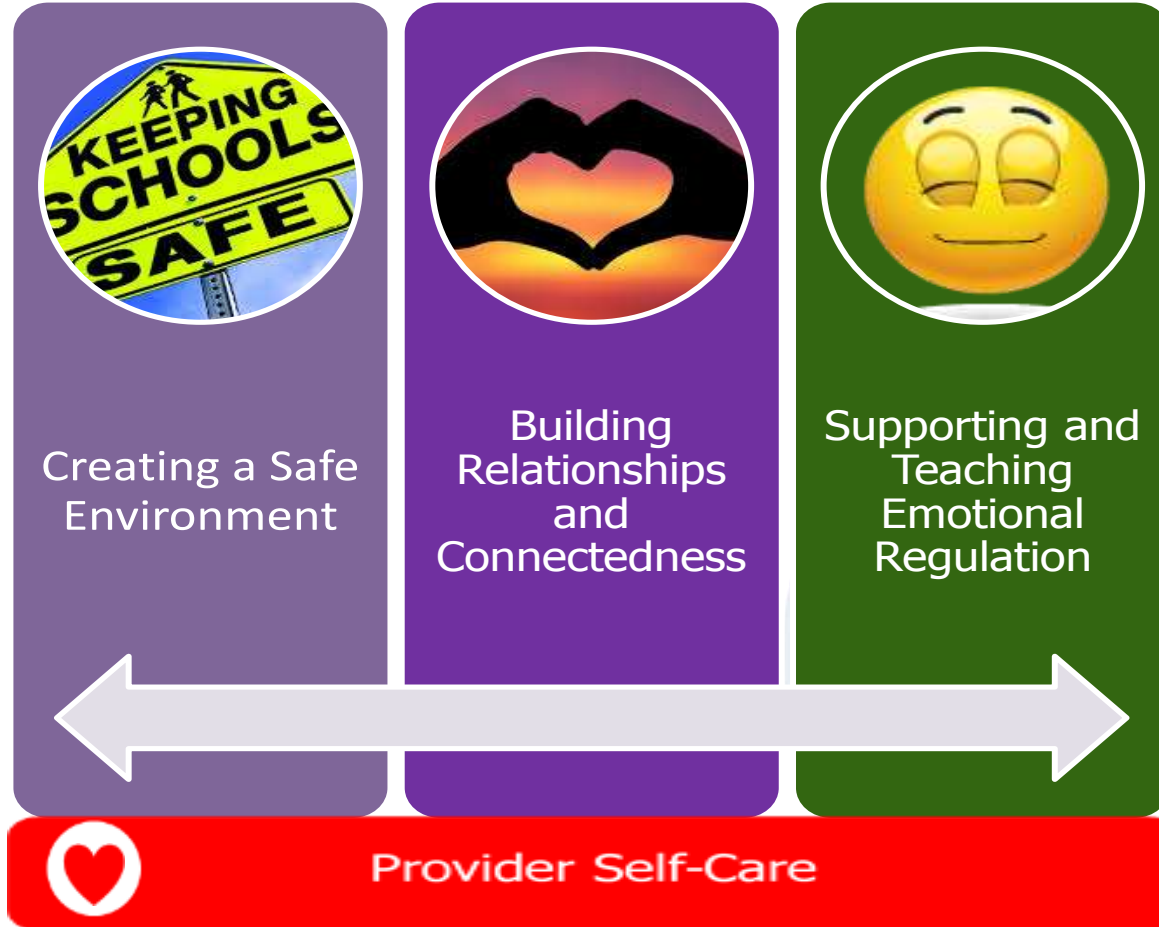 KEEPING
SCHOOLS
SAFE
Creating a Safe
Environment
Building
Relationships
and
Connectedness
Supporting and
Teaching
Emotional
Regulation
Provider Self-Care